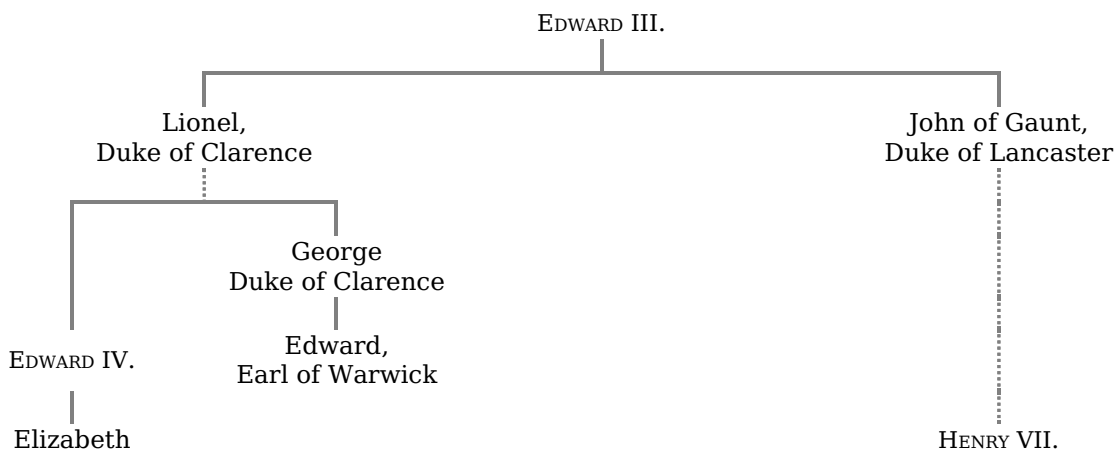 EDWARD III.
Lionel,
Duke of Clarence
John of Gaunt,
Duke of Lancaster
George
Duke of Clarence
EDWARD IV.
Edward,
Earl of Warwick
Elizabeth
HENRY VII.